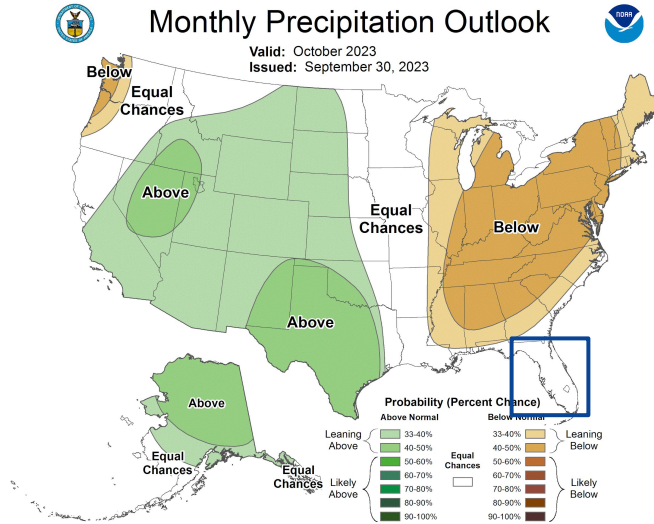 Monthly Precipitation Outlook
NOAA
Valid: October 2023
Issued: September 30, 2023
Below
Equal
Chances
Above
Equal
Chances
Below
Above
Above
Equal
Chances
Equal
Chances
Probability (Percent Chance)
Above Normal
Below Normal
Leaning
Above
33-40%
40-50%
Likely
Above
50-60%
60-70%
70-80%
80-90%
90-100%
Equal
Chances
33-40%
40-50%
Leaning
Below
50-60%
60-70%
70-80%
80-90%
90-100%
Likely
Below